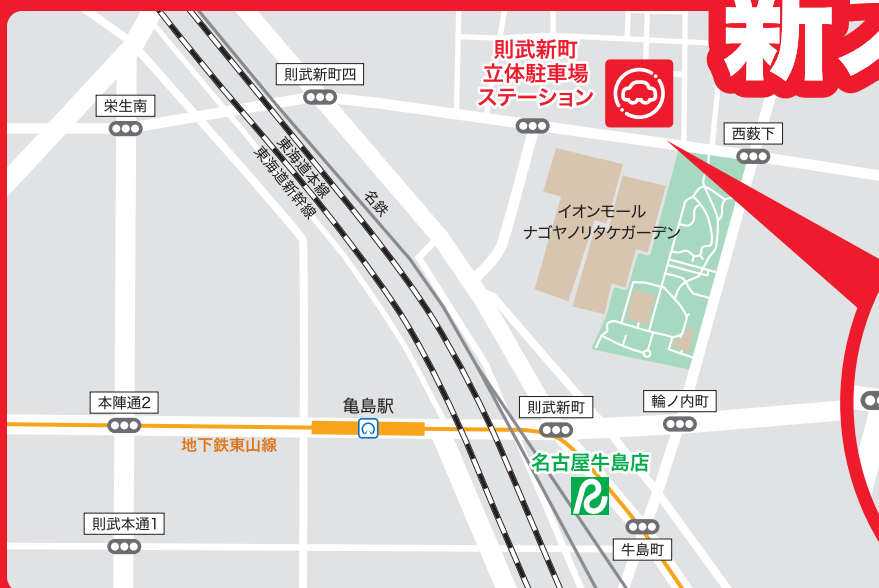 新ス
則武新町
立体駐車場
ステーション
則武新町四
栄生南
西薮下
東海道本線
東海道新幹線
名鉄
イオンモール
ナゴヤノリタケガーデン
本陣通2
亀島駅
則武新町
輪ノ内町
地下鉄東山線
名古屋牛島店
則武本通1
牛島町